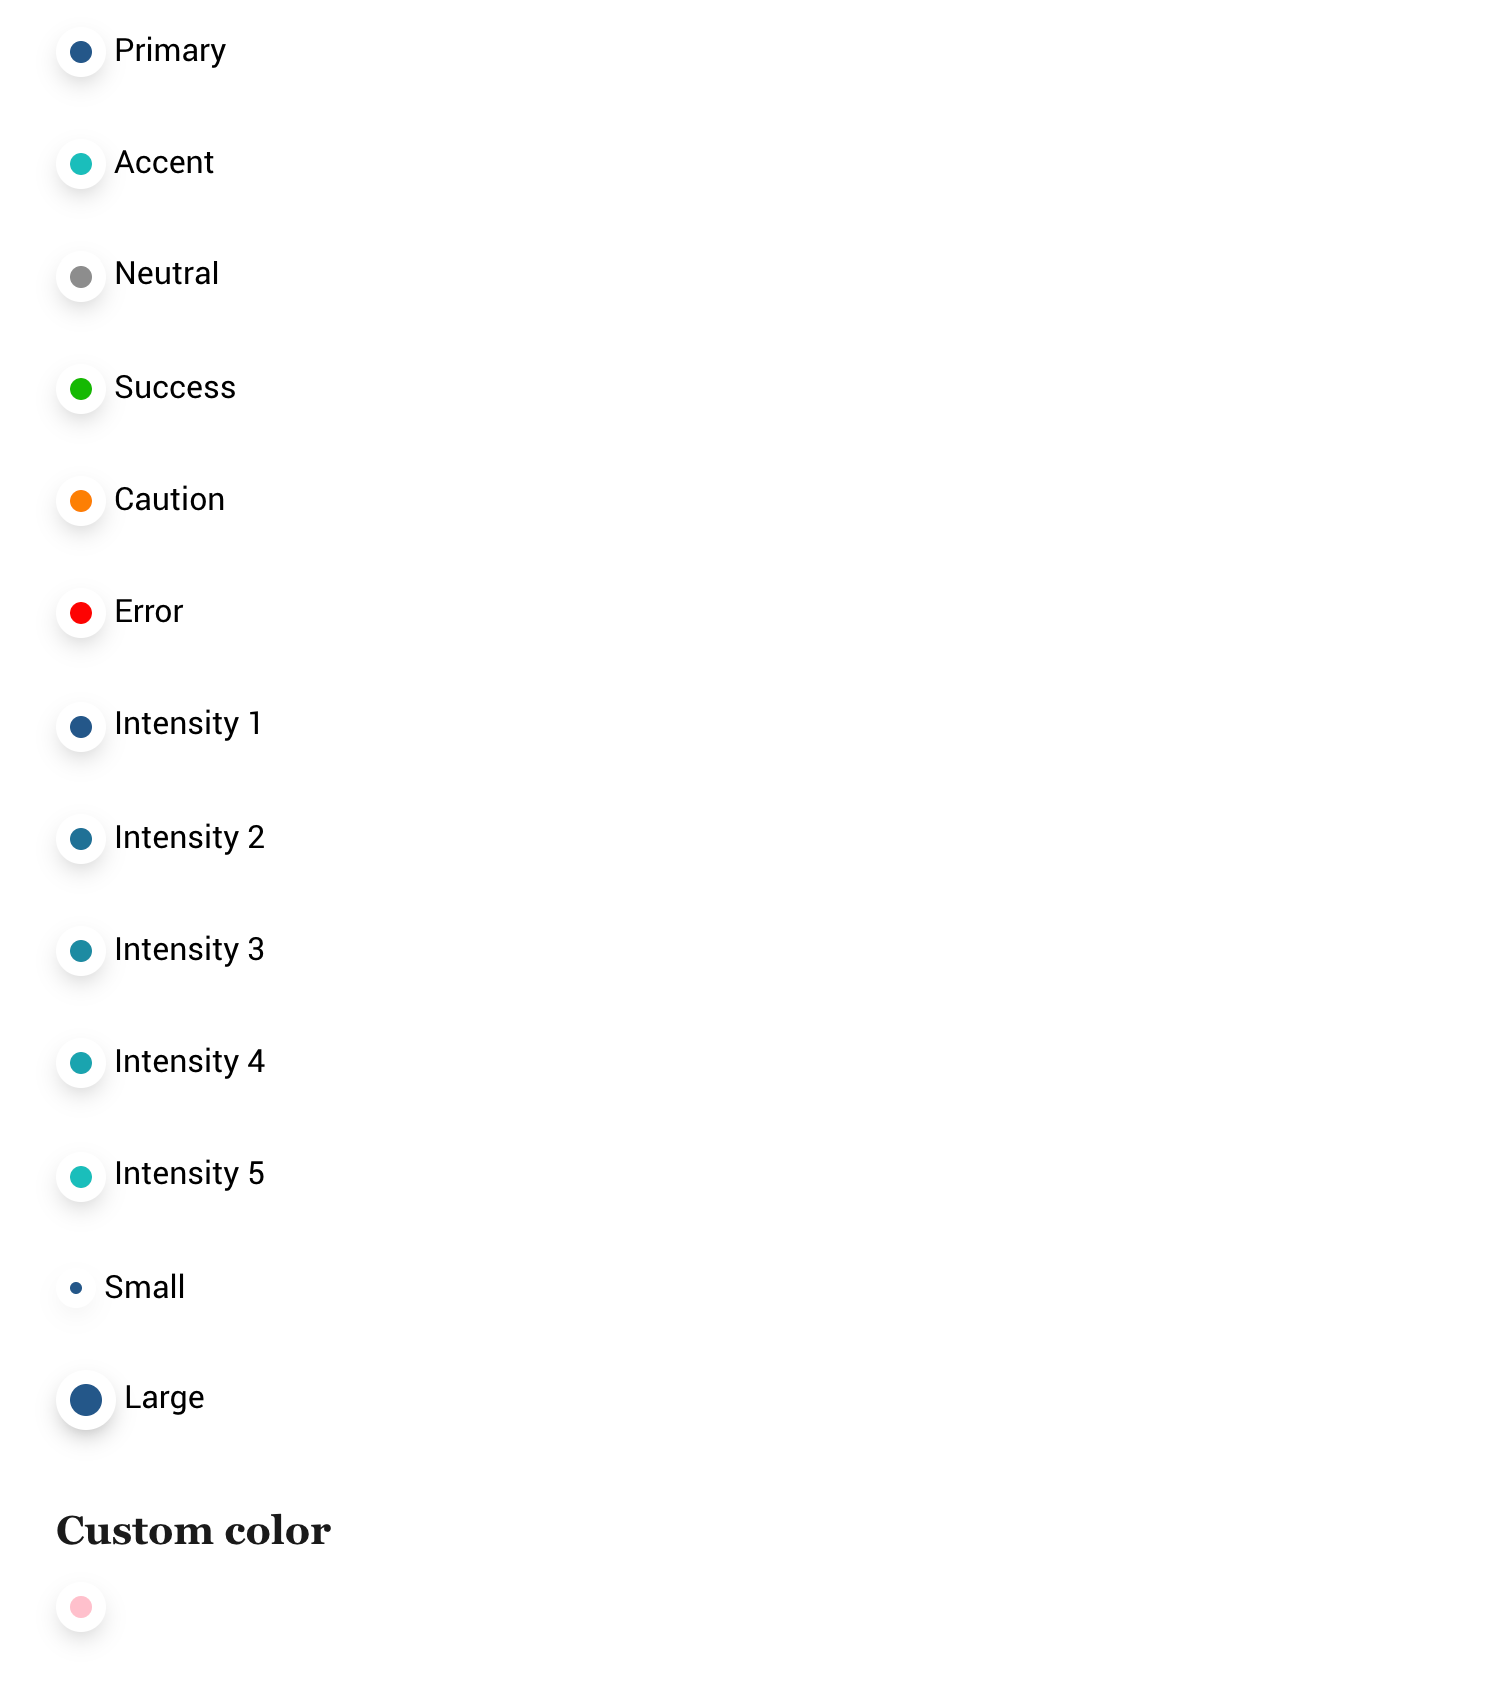 Primary
Accent
Neutral
Success
Caution
Error
Intensity 1
Intensity 2
Intensity 3
Intensity 4
Intensity 5
Small
Large
Custom color